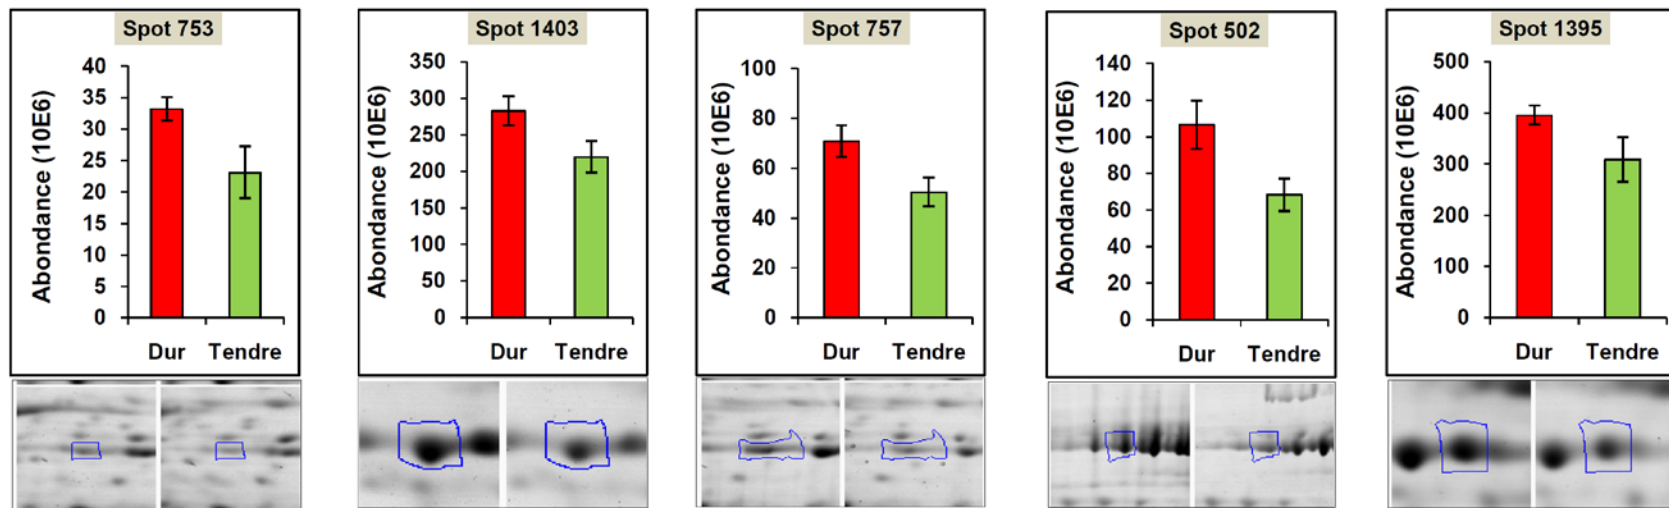 Spot 753
Abondance (10E6)
40
35
30
25
20
15
10
5
0
Dur Tendre
Spot 1403
Abondance (10E6)
350
300
250
200
150
100
50
0
Dur Tendre
Spot 757
Abondance (10E6)
100
80
60
40
20
0
Dur Tendre
Spot 502
Abondance (10E6)
140
120
100
80
60
40
20
0
Dur Tendre
Spot 1395
Abondance (10E6)
500
400
300
200
100
0
Dur Tendre